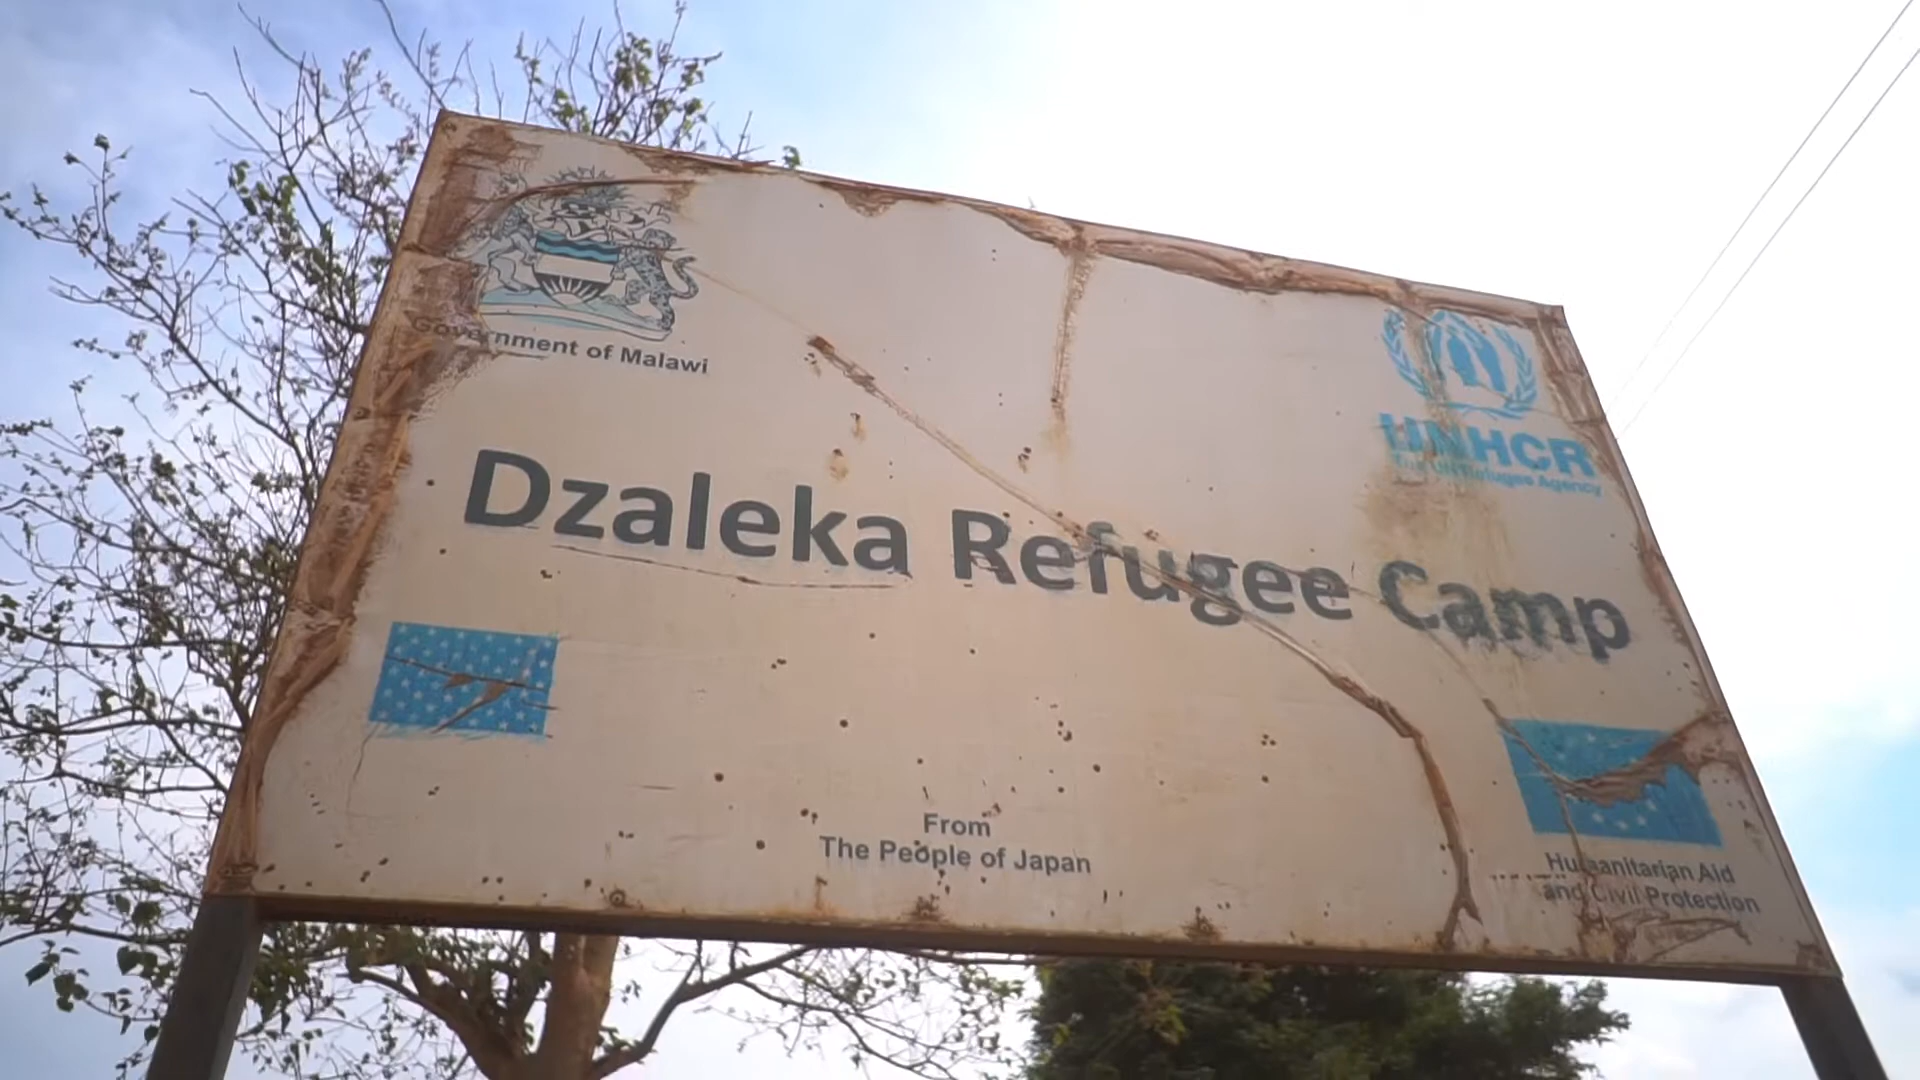 Government of Malawi
UNHCR
The UN Refugee Agency
Dzaleka Refugee Camp
From
The People of Japan
Humanitarian Aid
and Civil Protection